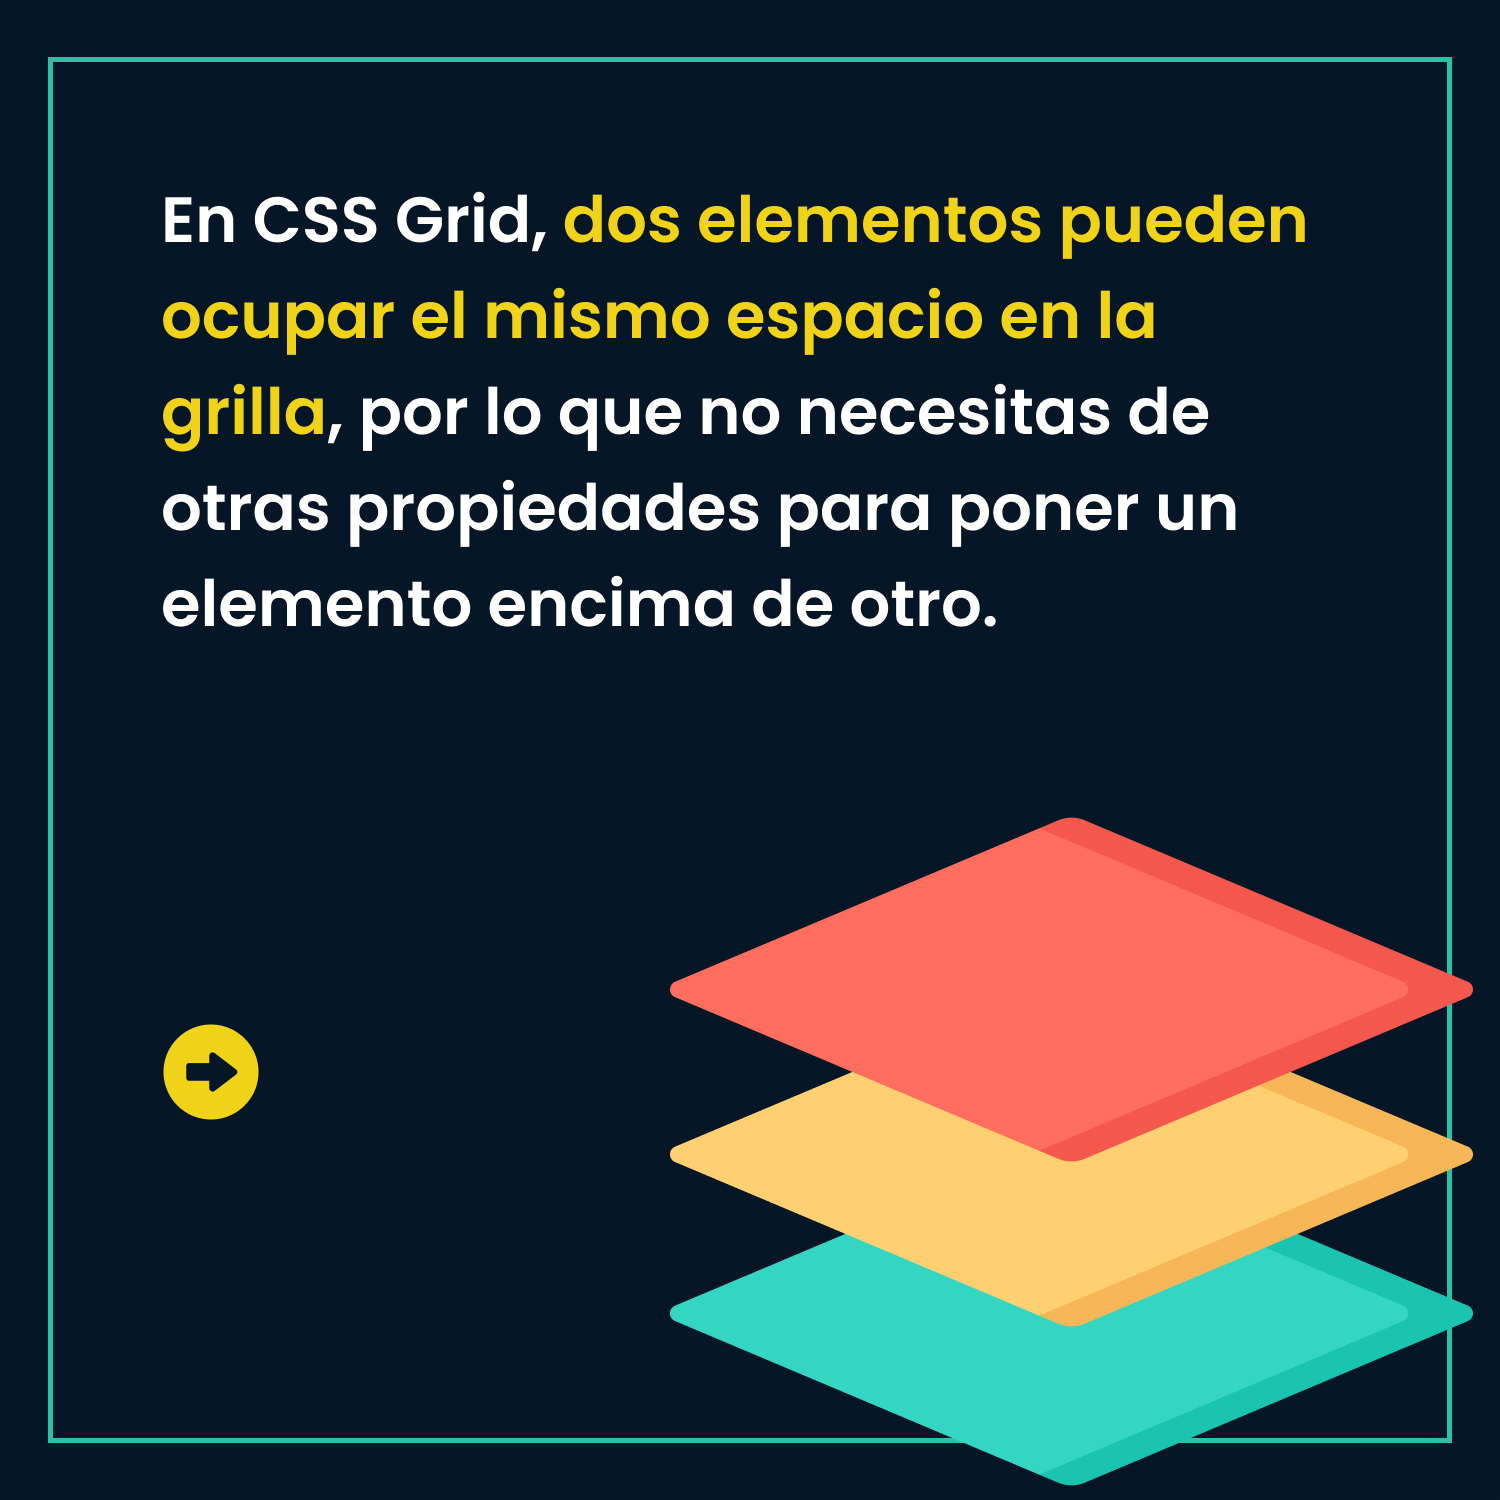 En CSS Grid, dos elementos pueden
ocupar el mismo espacio en la
grilla, por lo que no necesitas de
otras propiedades para poner un
elemento encima de otro.